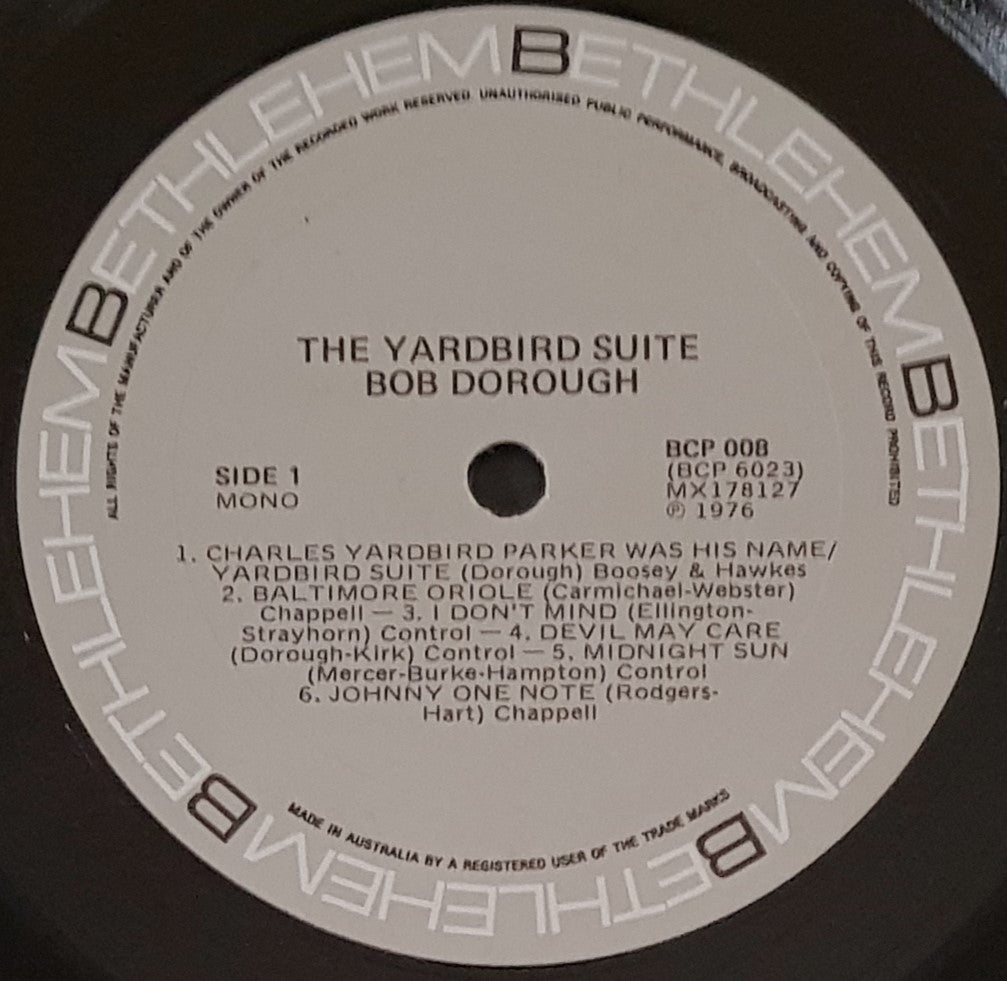 BETHLEHEM BETHLEHEM BETHLEHEM BETHLEHEM BETHLEHEM
ALL RIGHTS OF THE MANUFACTURER AND OF THE OWNER OF THE RECORDED WORK RESERVED. UNAUTHORISED PUBLIC PERFORMANCE, BROADCASTING AND COPYING OF THIS RECORD PROHIBITED
THE YARDBIRD SUITE
BOB DOROUGH
SIDE 1
MONO
BCP 008
(BCP 6023)
MX178127
℗ 1976
1. CHARLES YARDBIRD PARKER WAS HIS NAME/
YARDBIRD SUITE (Dorough) Boosey & Hawkes
2. BALTIMORE ORIOLE (Carmichael-Webster)
Chappell — 3. I DON'T MIND (Ellington-
Strayhorn) Control — 4. DEVIL MAY CARE
(Dorough-Kirk) Control — 5. MIDNIGHT SUN
(Mercer-Burke-Hampton) Control
6. JOHNNY ONE NOTE (Rodgers-
Hart) Chappell
MADE IN AUSTRALIA BY A REGISTERED USER OF THE TRADE MARKS